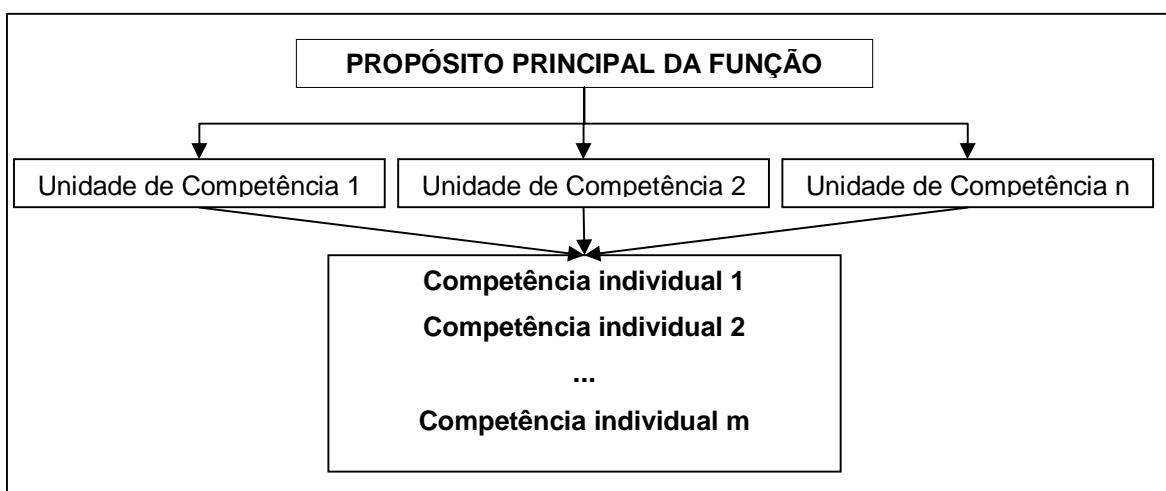 PROPÓSITO PRINCIPAL DA FUNÇÃO
Unidade de Competência 1
Unidade de Competência 2
Unidade de Competência n
Competência individual 1
Competência individual 2
...
Competência individual m